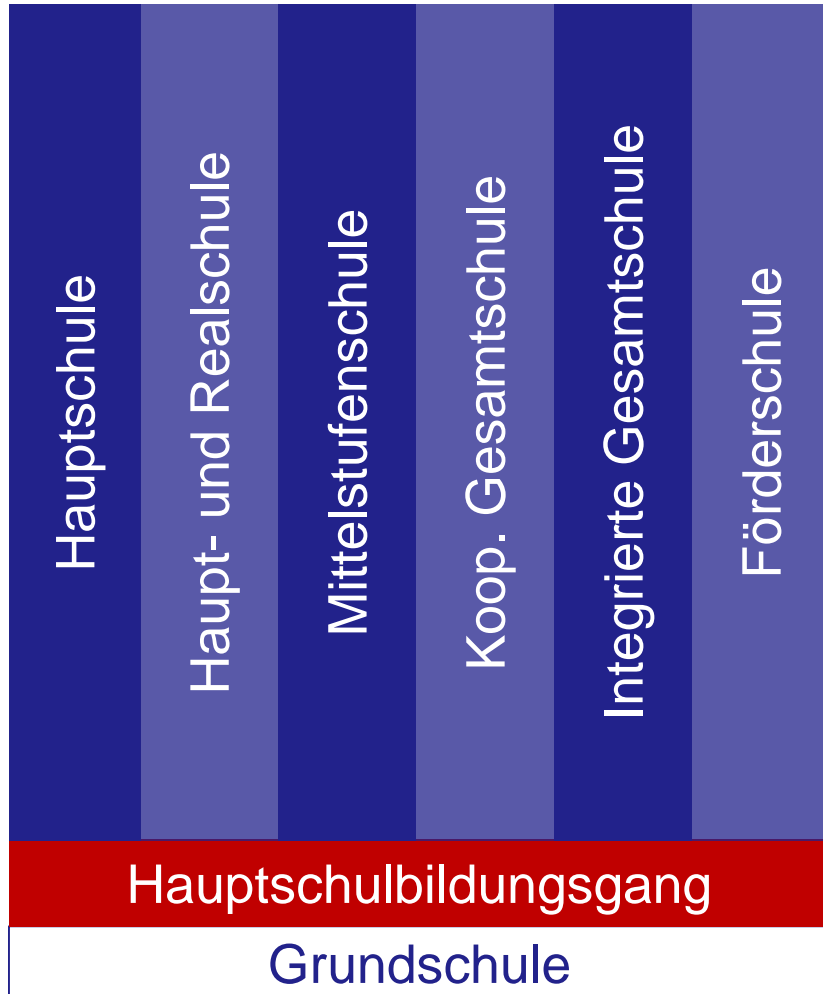 Hauptschule
Haupt- und Realschule
Mittelstufenschule
Koop. Gesamtschule
Integrierte Gesamtschule
Förderschule
Hauptschulbildungsgang
Grundschule